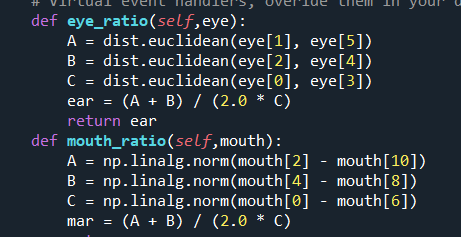 # Virtual event handlers, overide them in your d
def eye_ratio(self,eye):
A = dist.euclidean(eye[1], eye[5])
B = dist.euclidean(eye[2], eye[4])
C = dist.euclidean(eye[0], eye[3])
ear = (A + B) / (2.0 * C)
return ear
def mouth_ratio(self,mouth):
A = np.linalg.norm(mouth[2] - mouth[10])
B = np.linalg.norm(mouth[4] - mouth[8])
C = np.linalg.norm(mouth[0] - mouth[6])
mar = (A + B) / (2.0 * C)